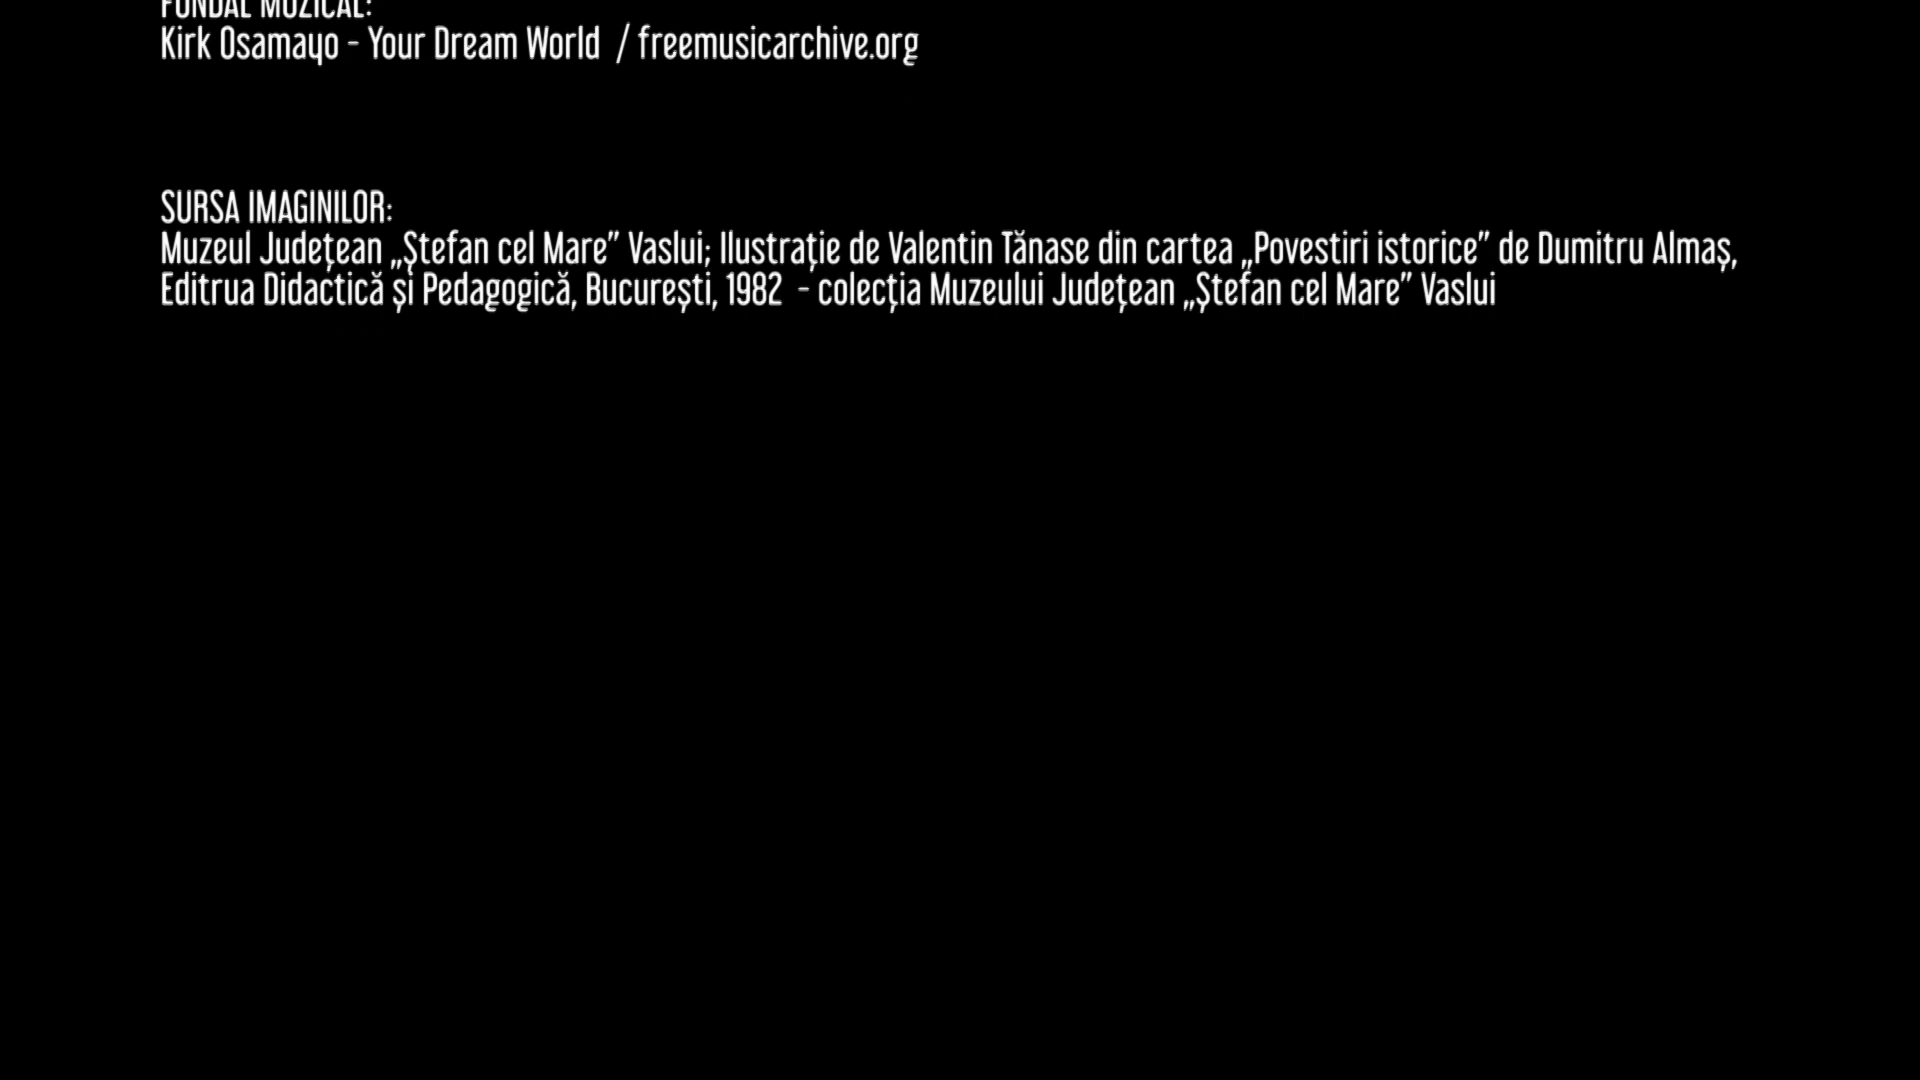 FUNDAL MUZICAL:
Kirk Osamayo - Your Dream World / freemusicarchive.org
SURSA IMAGINILOR:
Muzeul Județean „Ștefan cel Mare” Vaslui; Ilustrație de Valentin Tănase din cartea „Povestiri istorice” de Dumitru Almaș,
Editrua Didactică și Pedagogică, București, 1982 - colecția Muzeului Județean „Ștefan cel Mare” Vaslui